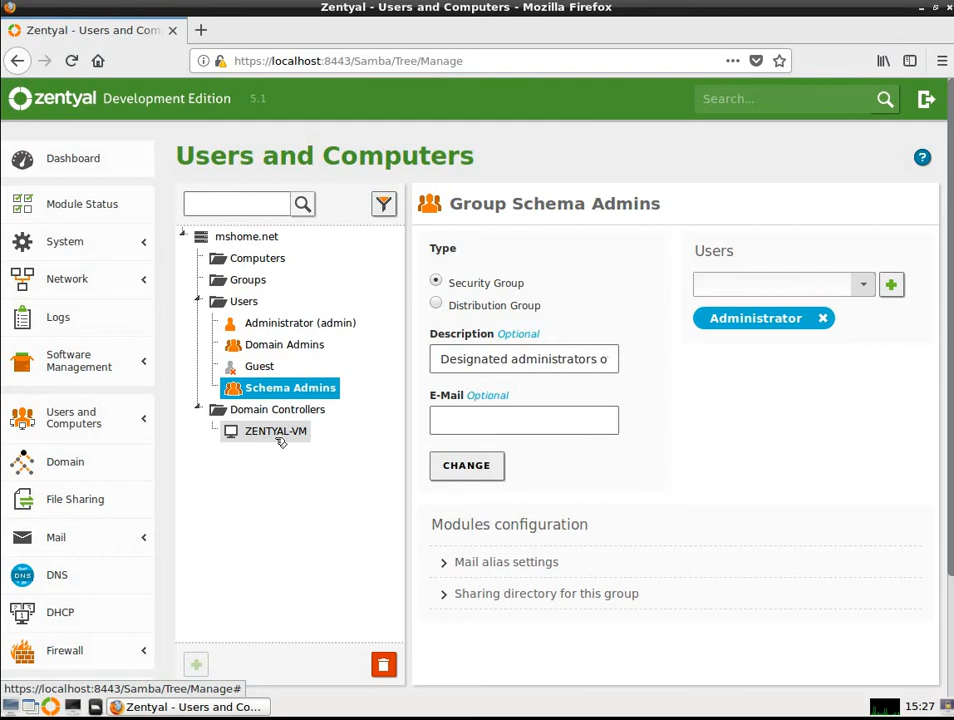 Zentyal - Users and Computers - Mozilla Firefox
Zentyal - Users and Com
https://localhost:8443/Samba/Tree/Manage
zentyal Development Edition 5.1
Search...
Dashboard
Module Status
System
Network
Logs
Software
Management
Users and
Computers
Domain
File Sharing
Mail
DNS
DNS
DHCP
Firewall
Users and Computers
?
mshome.net
Computers
Groups
Users
Administrator (admin)
Domain Admins
Guest
Schema Admins
Domain Controllers
ZENTYAL-VM
Group Schema Admins
Type
Security Group
Distribution Group
Description Optional
Designated administrators o
E-Mail Optional
CHANGE
Users
Administrator
Modules configuration
Mail alias settings
Sharing directory for this group
https://localhost:8443/Samba/Tree/Manage#
Zentyal - Users and Co...
15:27